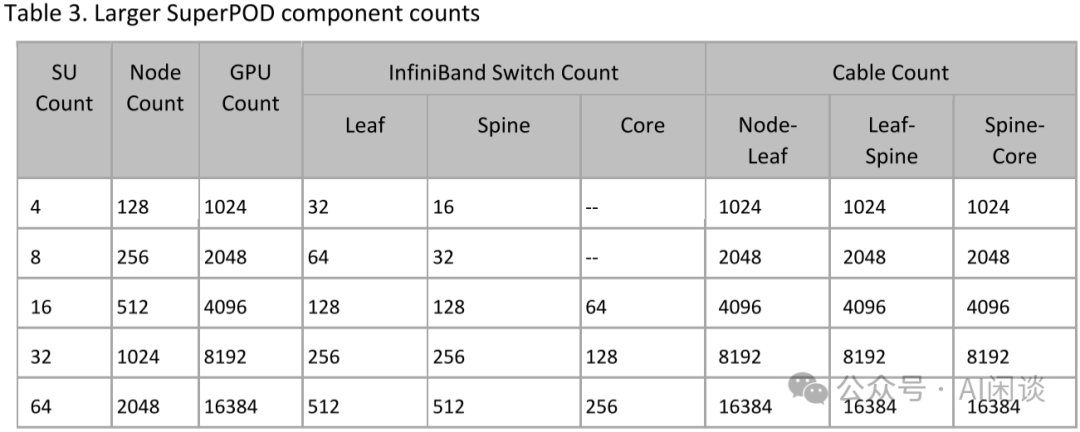 Table 3. Larger SuperPOD component counts
SU Count | Node Count | GPU Count | InfiniBand Switch Count | Cable Count
Leaf | Spine | Core | Node-Leaf | Leaf-Spine | Spine-Core
4 | 128 | 1024 | 32 | 16 | -- | 1024 | 1024 | 1024
8 | 256 | 2048 | 64 | 32 | -- | 2048 | 2048 | 2048
16 | 512 | 4096 | 128 | 128 | 64 | 4096 | 4096 | 4096
32 | 1024 | 8192 | 256 | 256 | 128 | 8192 | 8192 | 8192
64 | 2048 | 16384 | 512 | 512 | 256 | 16384 | 16384 | 16384
公众号 · AI闲谈